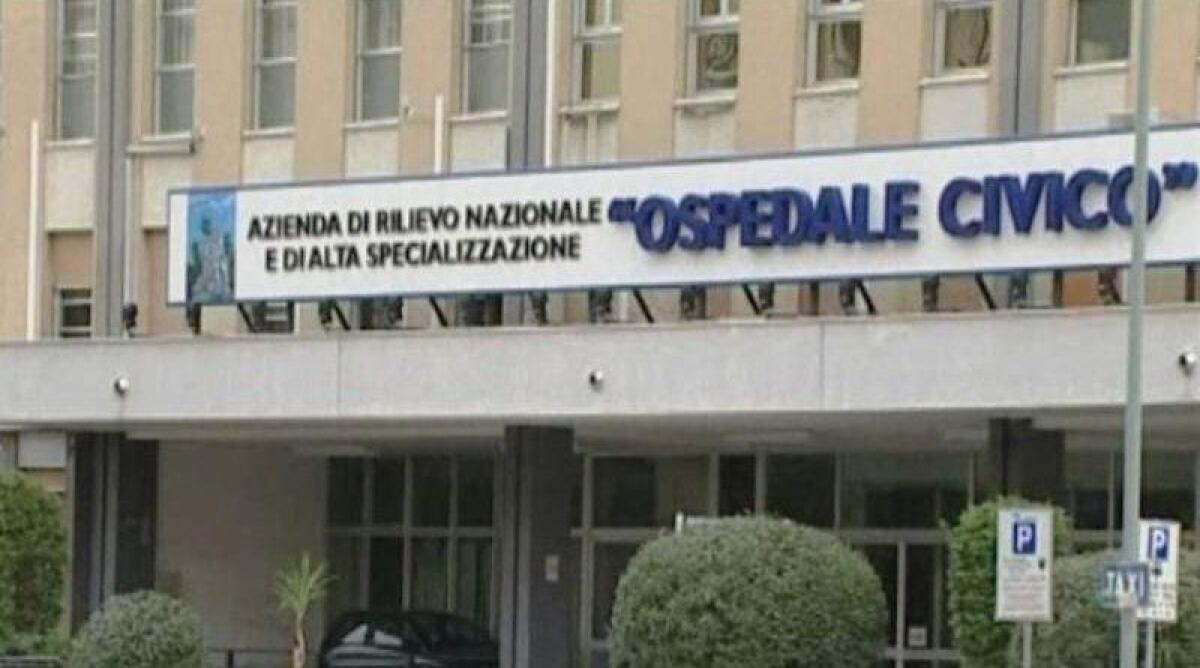 AZIENDA DI RILIEVO NAZIONALE
E DI ALTA SPECIALIZZAZIONE
"OSPEDALE CIVICO"
P
P
TAXI